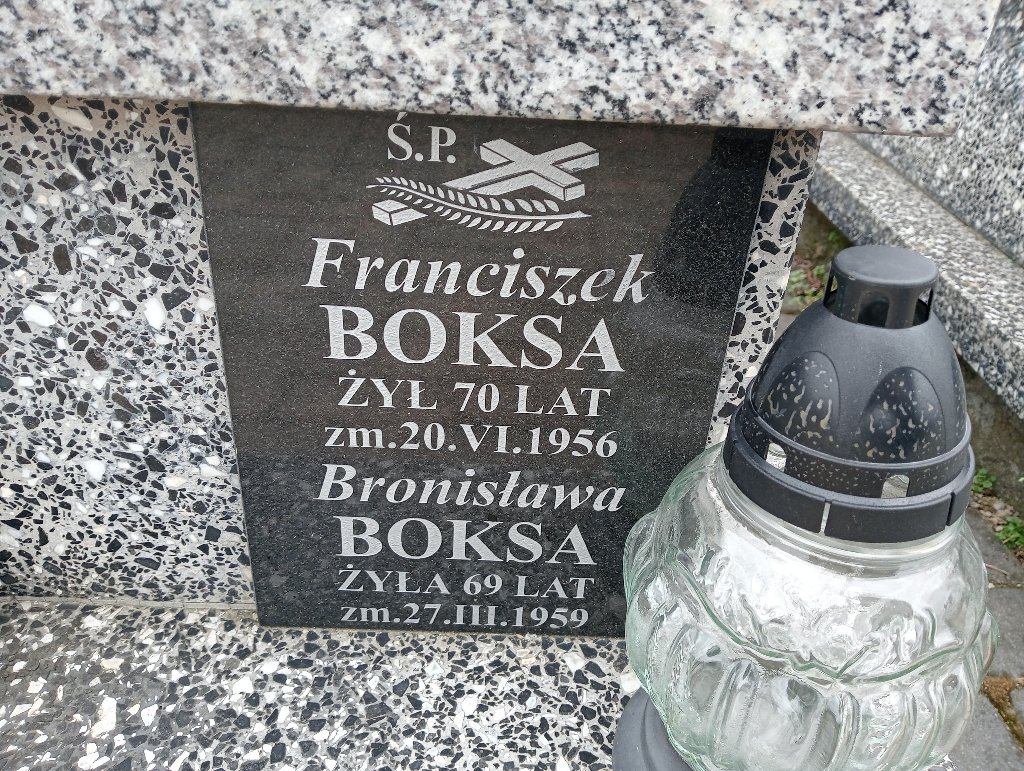 Ś.P.
Franciszek
BOKSA
ŻYŁ 70 LAT
zm.20.VI.1956
Bronisława
BOKSA
ŻYŁA 69 LAT
zm.27.III.1959